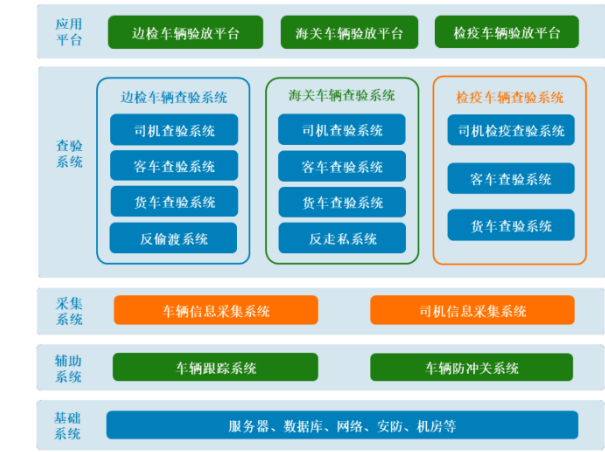 应用
平台
边检车辆验放平台
海关车辆验放平台
检疫车辆验放平台
查验
系统
边检车辆查验系统
司机查验系统
客车查验系统
货车查验系统
反偷渡系统
海关车辆查验系统
司机查验系统
客车查验系统
货车查验系统
反走私系统
检疫车辆查验系统
司机检疫查验系统
客车查验系统
货车查验系统
采集
系统
车辆信息采集系统
司机信息采集系统
辅助
系统
车辆跟踪系统
车辆防冲关系统
基础
系统
服务器、数据库、网络、安防、机房等